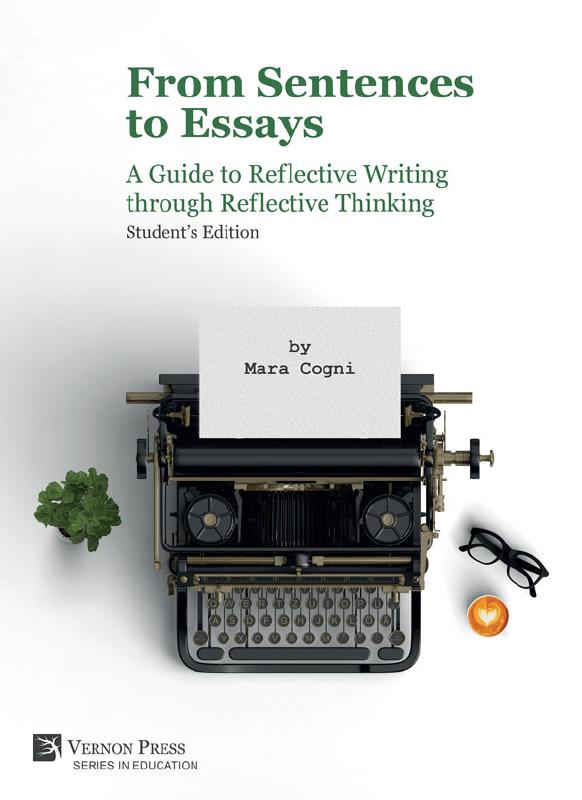 From Sentences
to Essays
A Guide to Reflective Writing
through Reflective Thinking
Student's Edition
by
Mara Cogni
Q W E R T Z U I O P Ü
A S D F G H J K L Ö Ä
Y X C V B N M
VERNON PRESS
SERIES IN EDUCATION